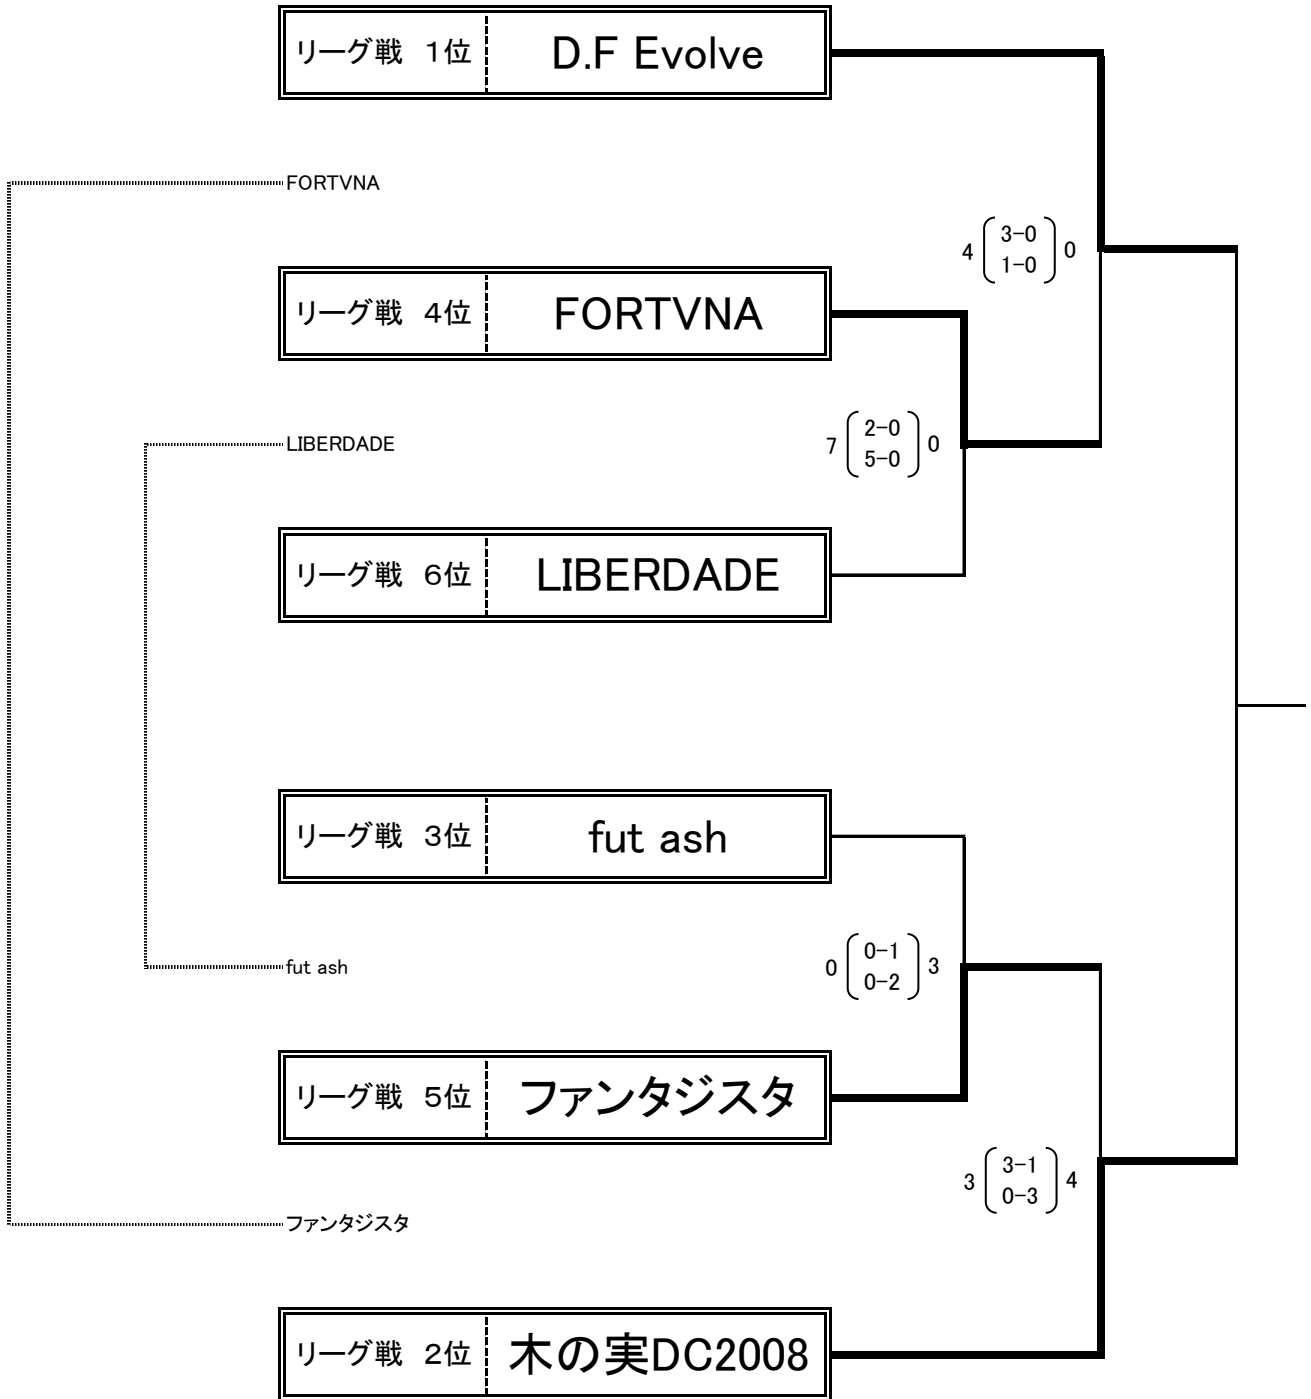 リーグ戦　1位 D.F Evolve
FORTVNA
4 3-0 0
1-0
リーグ戦　4位 FORTVNA
7 2-0 0
5-0
LIBERDADE
リーグ戦　6位 LIBERDADE
リーグ戦　3位 fut ash
0 0-1 3
0-2
fut ash
リーグ戦　5位 ファンタジスタ
3 3-1 4
0-3
ファンタジスタ
リーグ戦　2位 木の実DC2008